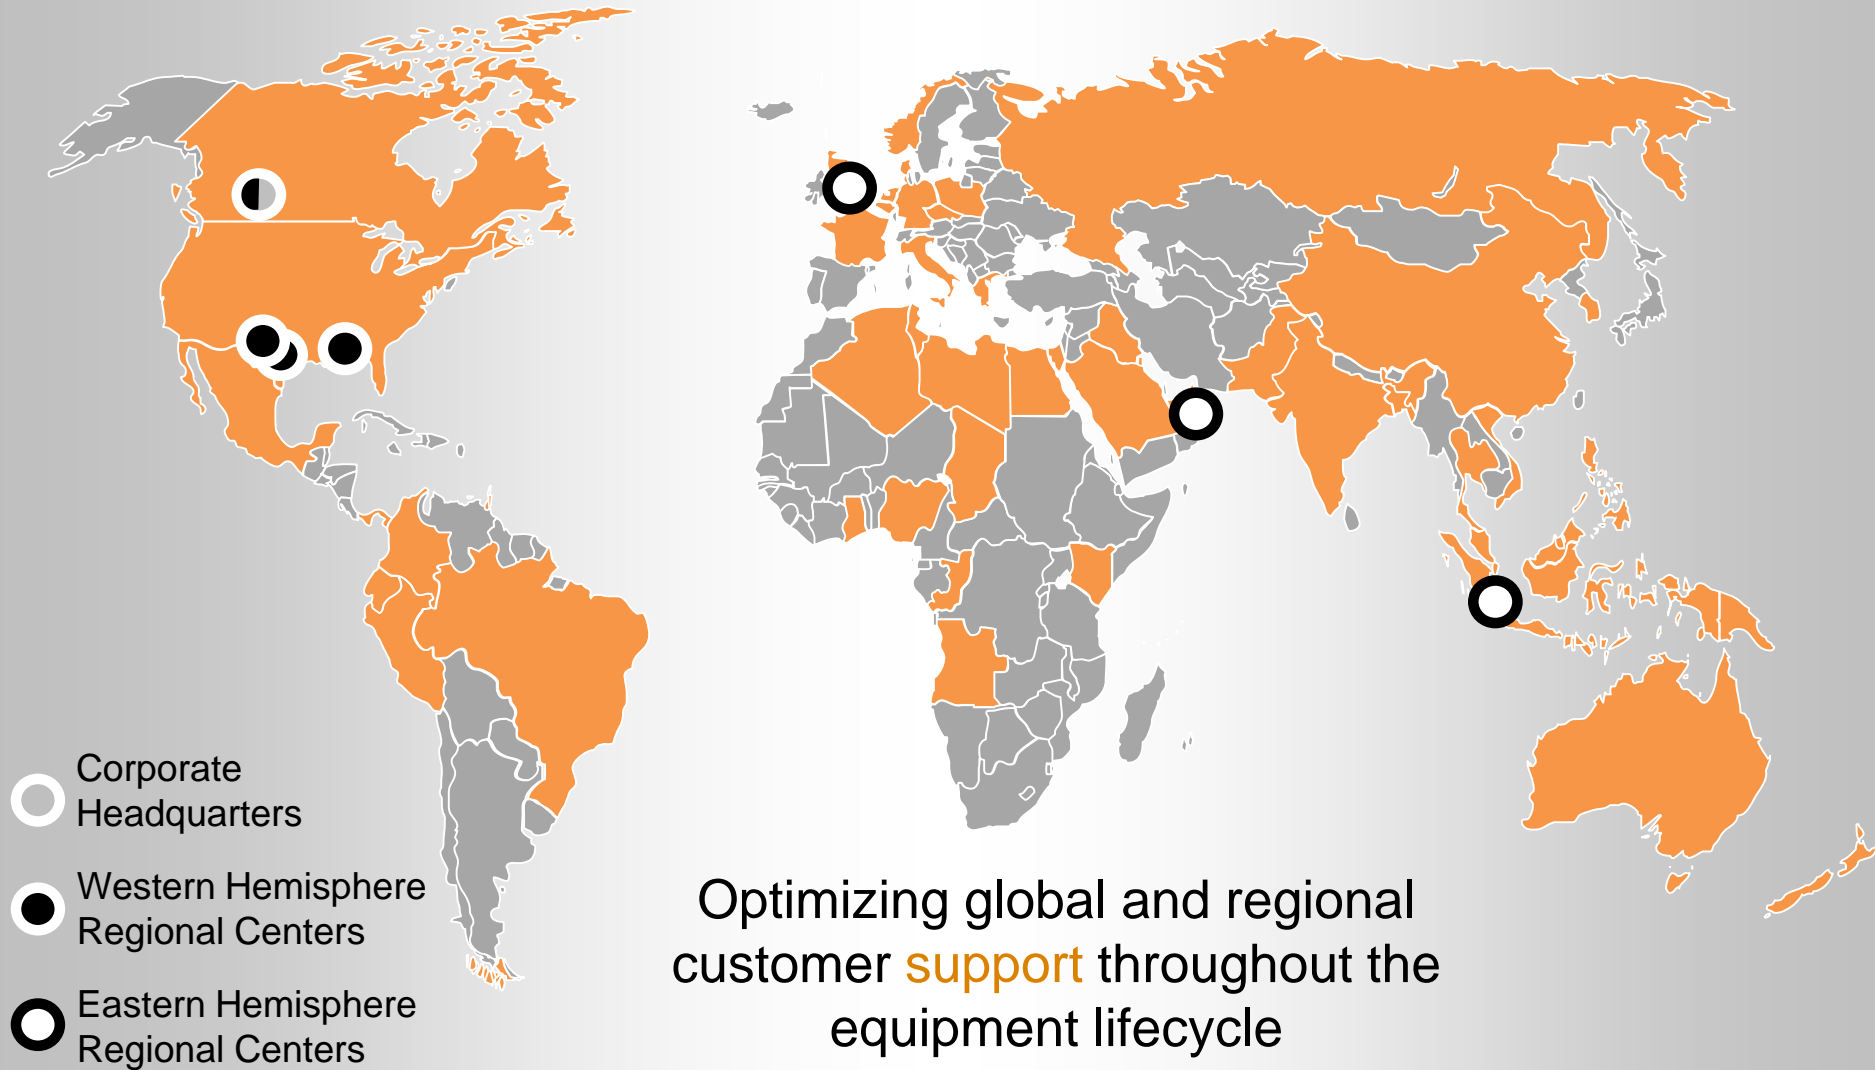 Corporate
Headquarters
Western Hemisphere
Regional Centers
Eastern Hemisphere
Regional Centers
Optimizing global and regional
customer support throughout the
equipment lifecycle